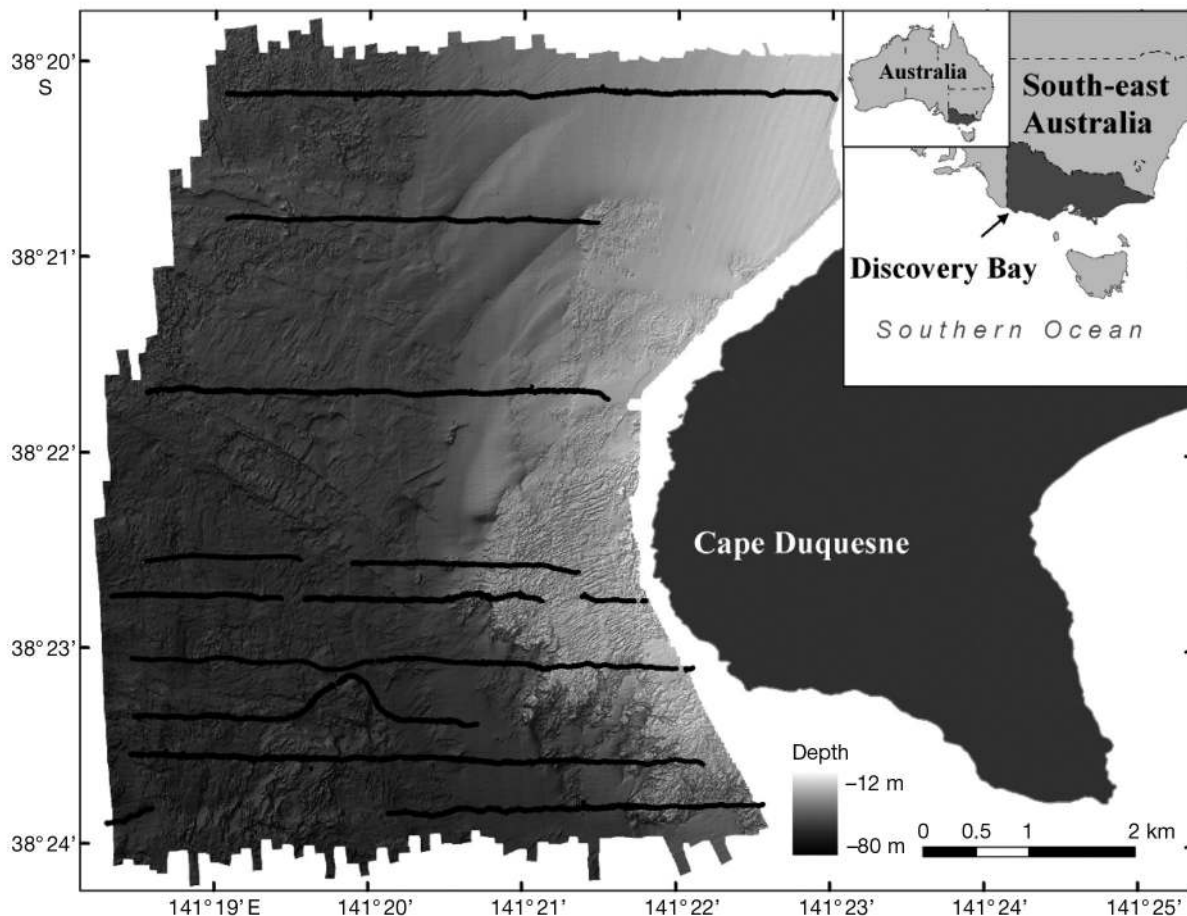 38°20’
S
38°21’
38°22’
38°23’
38°24’
141°19’ E
141°20’
141°21’
141°22’
141°23’
141°24’
141°25’
Australia
South-east
Australia
Discovery Bay
Southern Ocean
Cape Duquesne
Depth
–12 m
–80 m
0 0.5 1 2 km